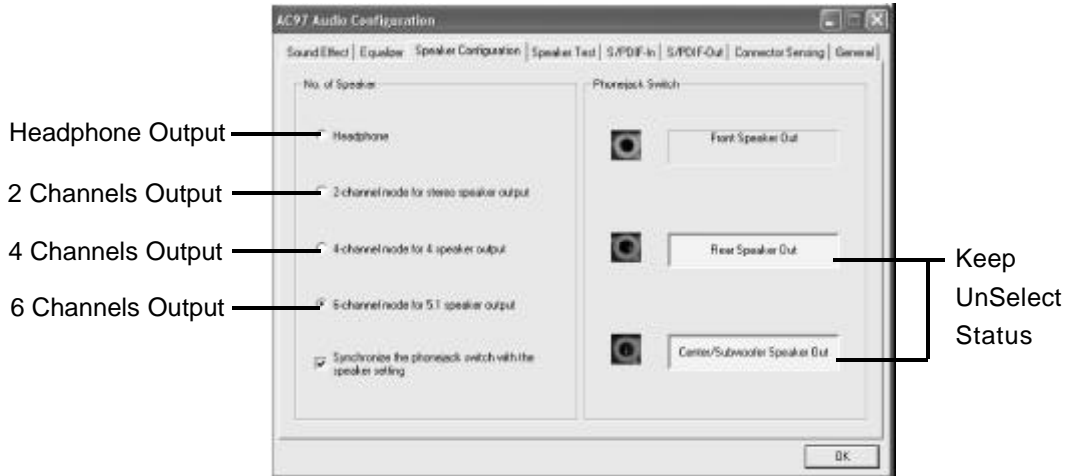 AC97 Audio Configuration
Sound Effect
Equalizer
Speaker Configuration
Speaker Test
S/PDIF-In
S/PDIF-Out
Connector Sensing
General
No. of Speaker
Phonejack Switch
Headphone Output
Headphone
Front Speaker Out
2 Channels Output
2-channel mode for stereo speaker output
4 Channels Output
4-channel mode for 4 speaker output
Rear Speaker Out
Keep
UnSelect
Status
6 Channels Output
6-channel mode for 5.1 speaker output
Synchronize the phonejack switch with the
speaker setting
Center/Subwoofer Speaker Out
OK